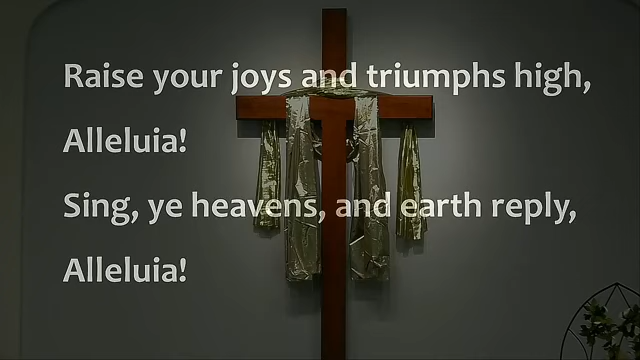 Raise your joys and triumphs high,
Alleluia!
Sing, ye heavens, and earth reply,
Alleluia!